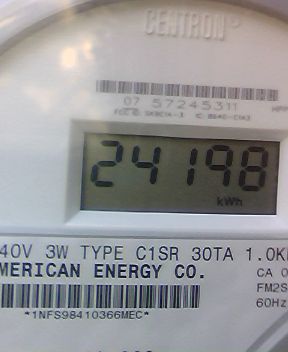 CENTRON
07 57245311
24198
kWh
40V 3W TYPE C1SR 30TA 1.0K
MERICAN ENERGY CO.
CA 0
FM2S
60Hz
*1NFS98410366MEC*